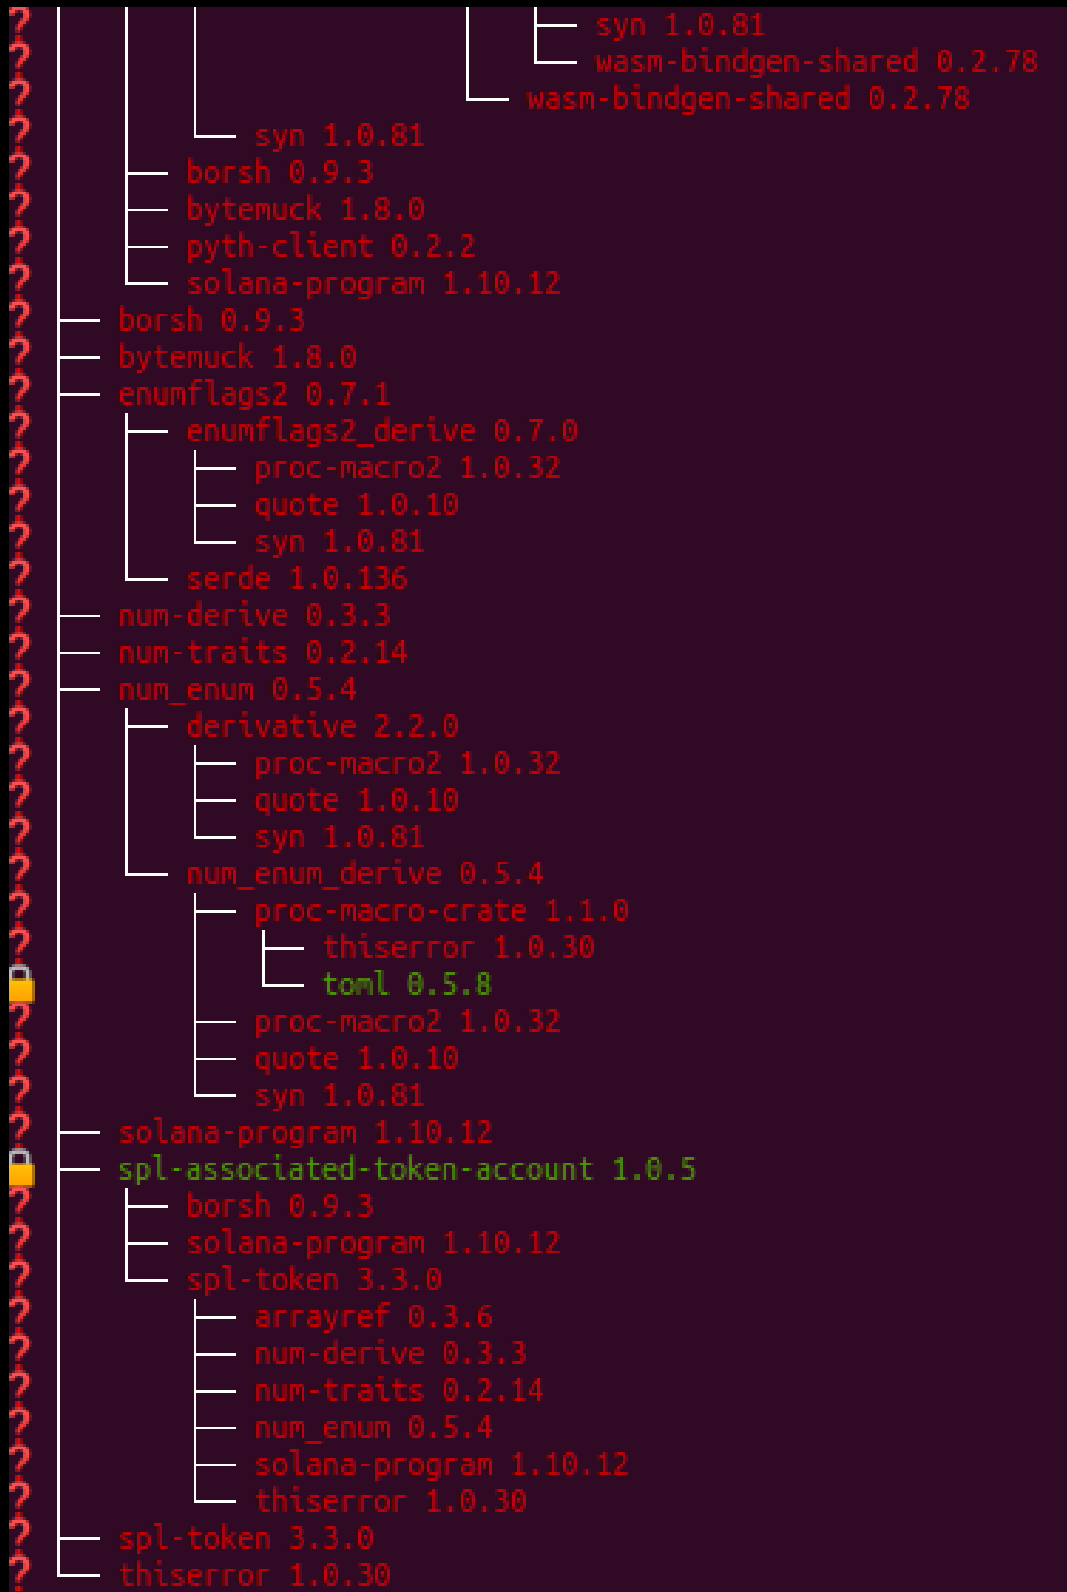 ? syn 1.0.81
? wasm-bindgen-shared 0.2.78
? wasm-bindgen-shared 0.2.78
? syn 1.0.81
? borsh 0.9.3
? bytemuck 1.8.0
? pyth-client 0.2.2
? solana-program 1.10.12
? borsh 0.9.3
? bytemuck 1.8.0
? enumflags2 0.7.1
? enumflags2_derive 0.7.0
? proc-macro2 1.0.32
? quote 1.0.10
? syn 1.0.81
? serde 1.0.136
? num-derive 0.3.3
? num-traits 0.2.14
? num_enum 0.5.4
? derivative 2.2.0
? proc-macro2 1.0.32
? quote 1.0.10
? syn 1.0.81
? num_enum_derive 0.5.4
? proc-macro-crate 1.1.0
? thiserror 1.0.30
toml 0.5.8
? proc-macro2 1.0.32
? quote 1.0.10
? syn 1.0.81
? solana-program 1.10.12
spl-associated-token-account 1.0.5
? borsh 0.9.3
? solana-program 1.10.12
? spl-token 3.3.0
? arrayref 0.3.6
? num-derive 0.3.3
? num-traits 0.2.14
? num_enum 0.5.4
? solana-program 1.10.12
? thiserror 1.0.30
? spl-token 3.3.0
? thiserror 1.0.30